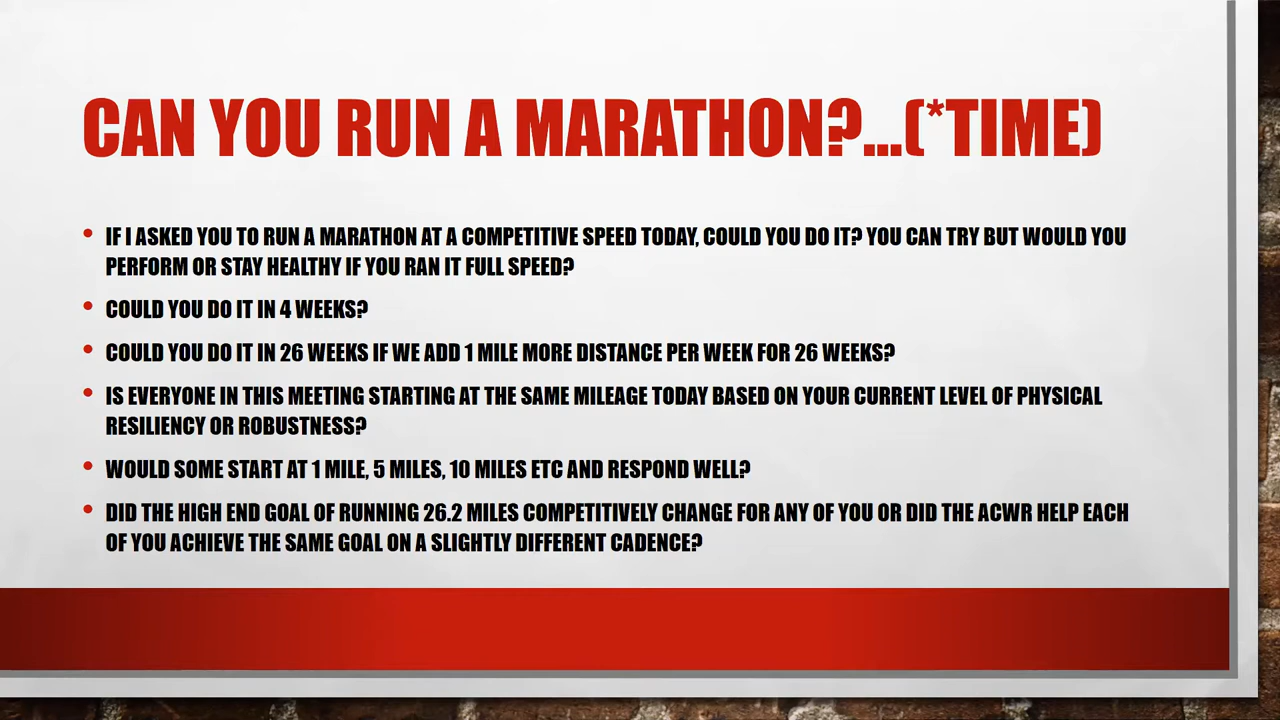 CAN YOU RUN A MARATHON?...(*TIME)
• IF I ASKED YOU TO RUN A MARATHON AT A COMPETITIVE SPEED TODAY, COULD YOU DO IT? YOU CAN TRY BUT WOULD YOU
PERFORM OR STAY HEALTHY IF YOU RAN IT FULL SPEED?
• COULD YOU DO IT IN 4 WEEKS?
• COULD YOU DO IT IN 26 WEEKS IF WE ADD 1 MILE MORE DISTANCE PER WEEK FOR 26 WEEKS?
• IS EVERYONE IN THIS MEETING STARTING AT THE SAME MILEAGE TODAY BASED ON YOUR CURRENT LEVEL OF PHYSICAL
RESILIENCY OR ROBUSTNESS?
• WOULD SOME START AT 1 MILE, 5 MILES, 10 MILES ETC AND RESPOND WELL?
• DID THE HIGH END GOAL OF RUNNING 26.2 MILES COMPETITIVELY CHANGE FOR ANY OF YOU OR DID THE ACWR HELP EACH
OF YOU ACHIEVE THE SAME GOAL ON A SLIGHTLY DIFFERENT CADENCE?